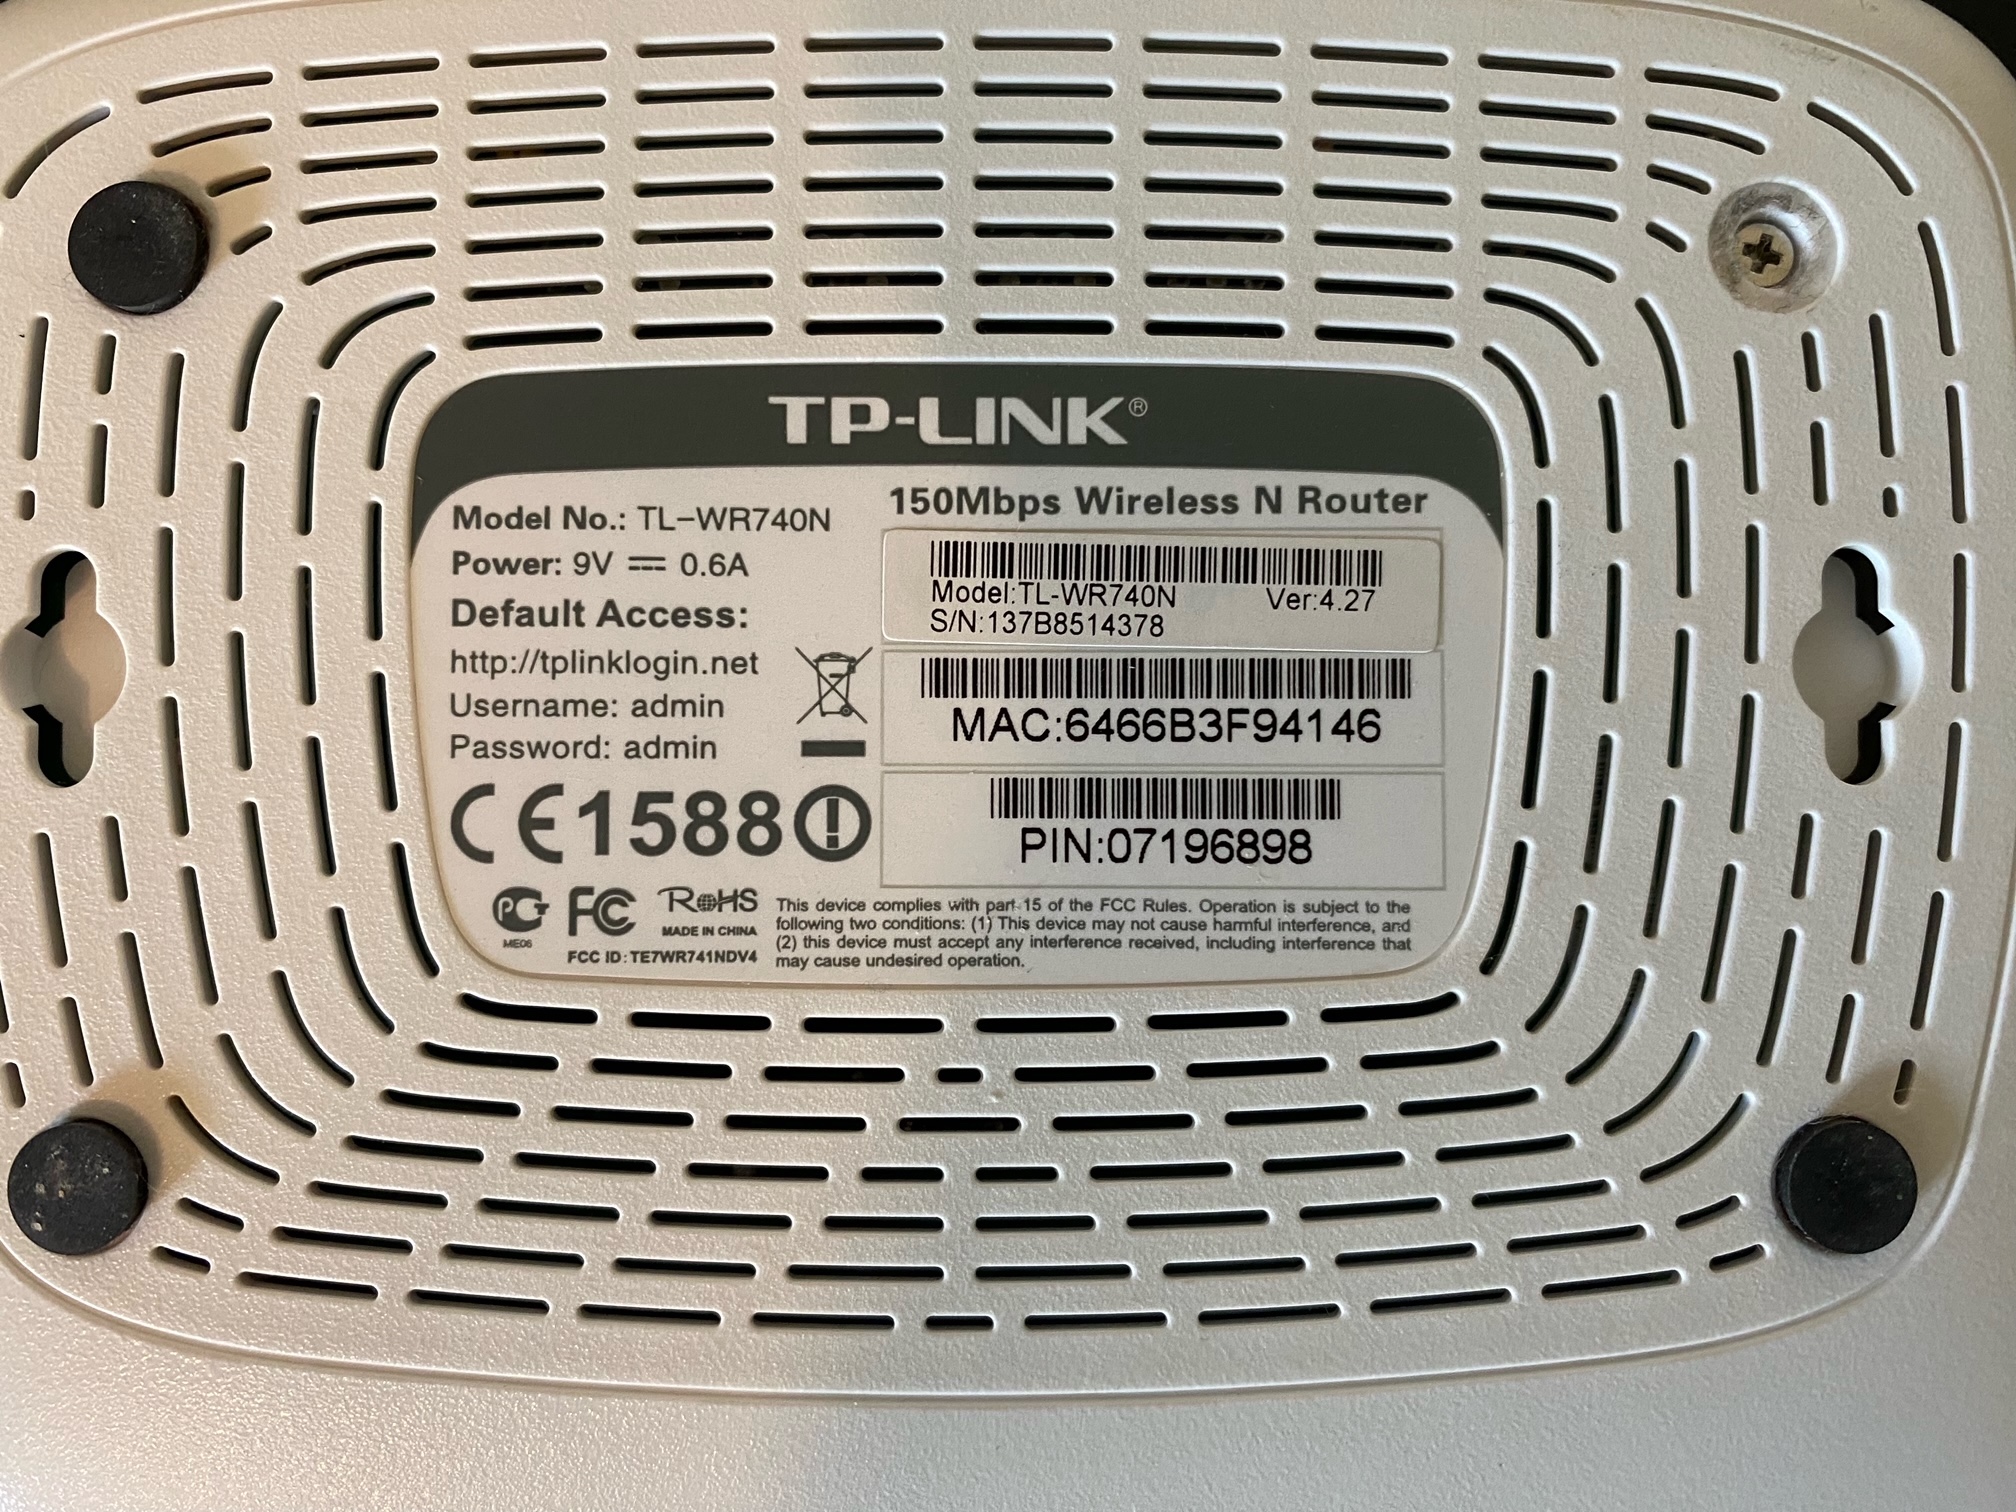 TP-LINK®
150Mbps Wireless N Router
Model No.: TL-WR740N
Power: 9V ⎓ 0.6A
Default Access:
http://tplinklogin.net
Username: admin
Password: admin
CE1588
Model:TL-WR740N Ver:4.27
S/N:137B8514378
MAC:6466B3F94146
PIN:07196898
ME06
FC
RoHS
MADE IN CHINA
FCC ID:TE7WR741NDV4
This device complies with part 15 of the FCC Rules. Operation is subject to the
following two conditions: (1) This device may not cause harmful interference, and
(2) this device must accept any interference received, including interference that
may cause undesired operation.